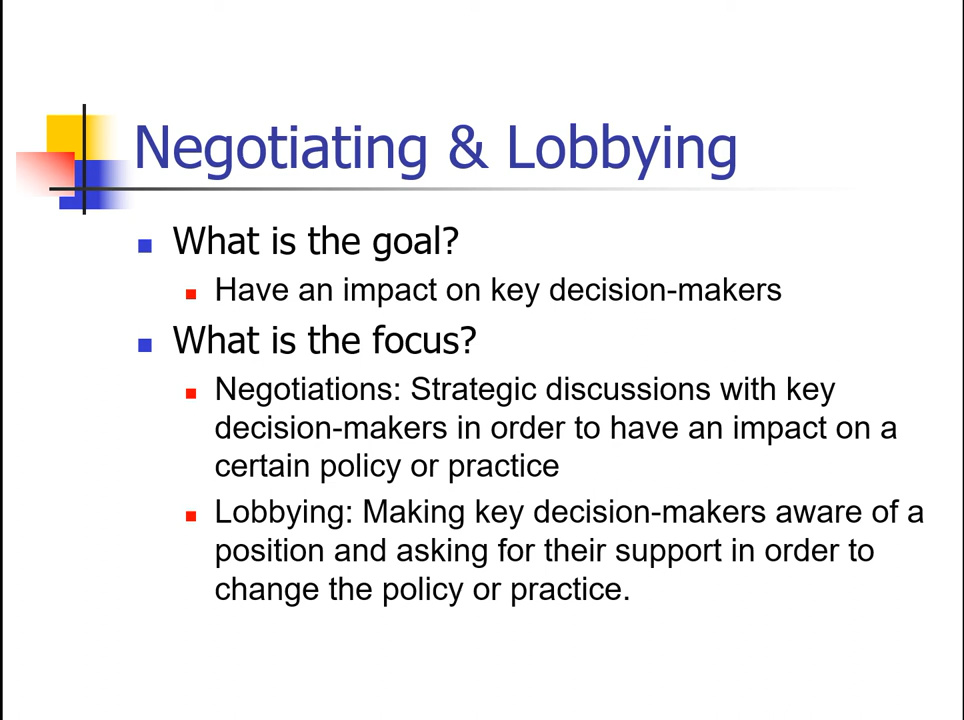 Negotiating & Lobbying
What is the goal?
Have an impact on key decision-makers
What is the focus?
Negotiations: Strategic discussions with key
decision-makers in order to have an impact on a
certain policy or practice
Lobbying: Making key decision-makers aware of a
position and asking for their support in order to
change the policy or practice.